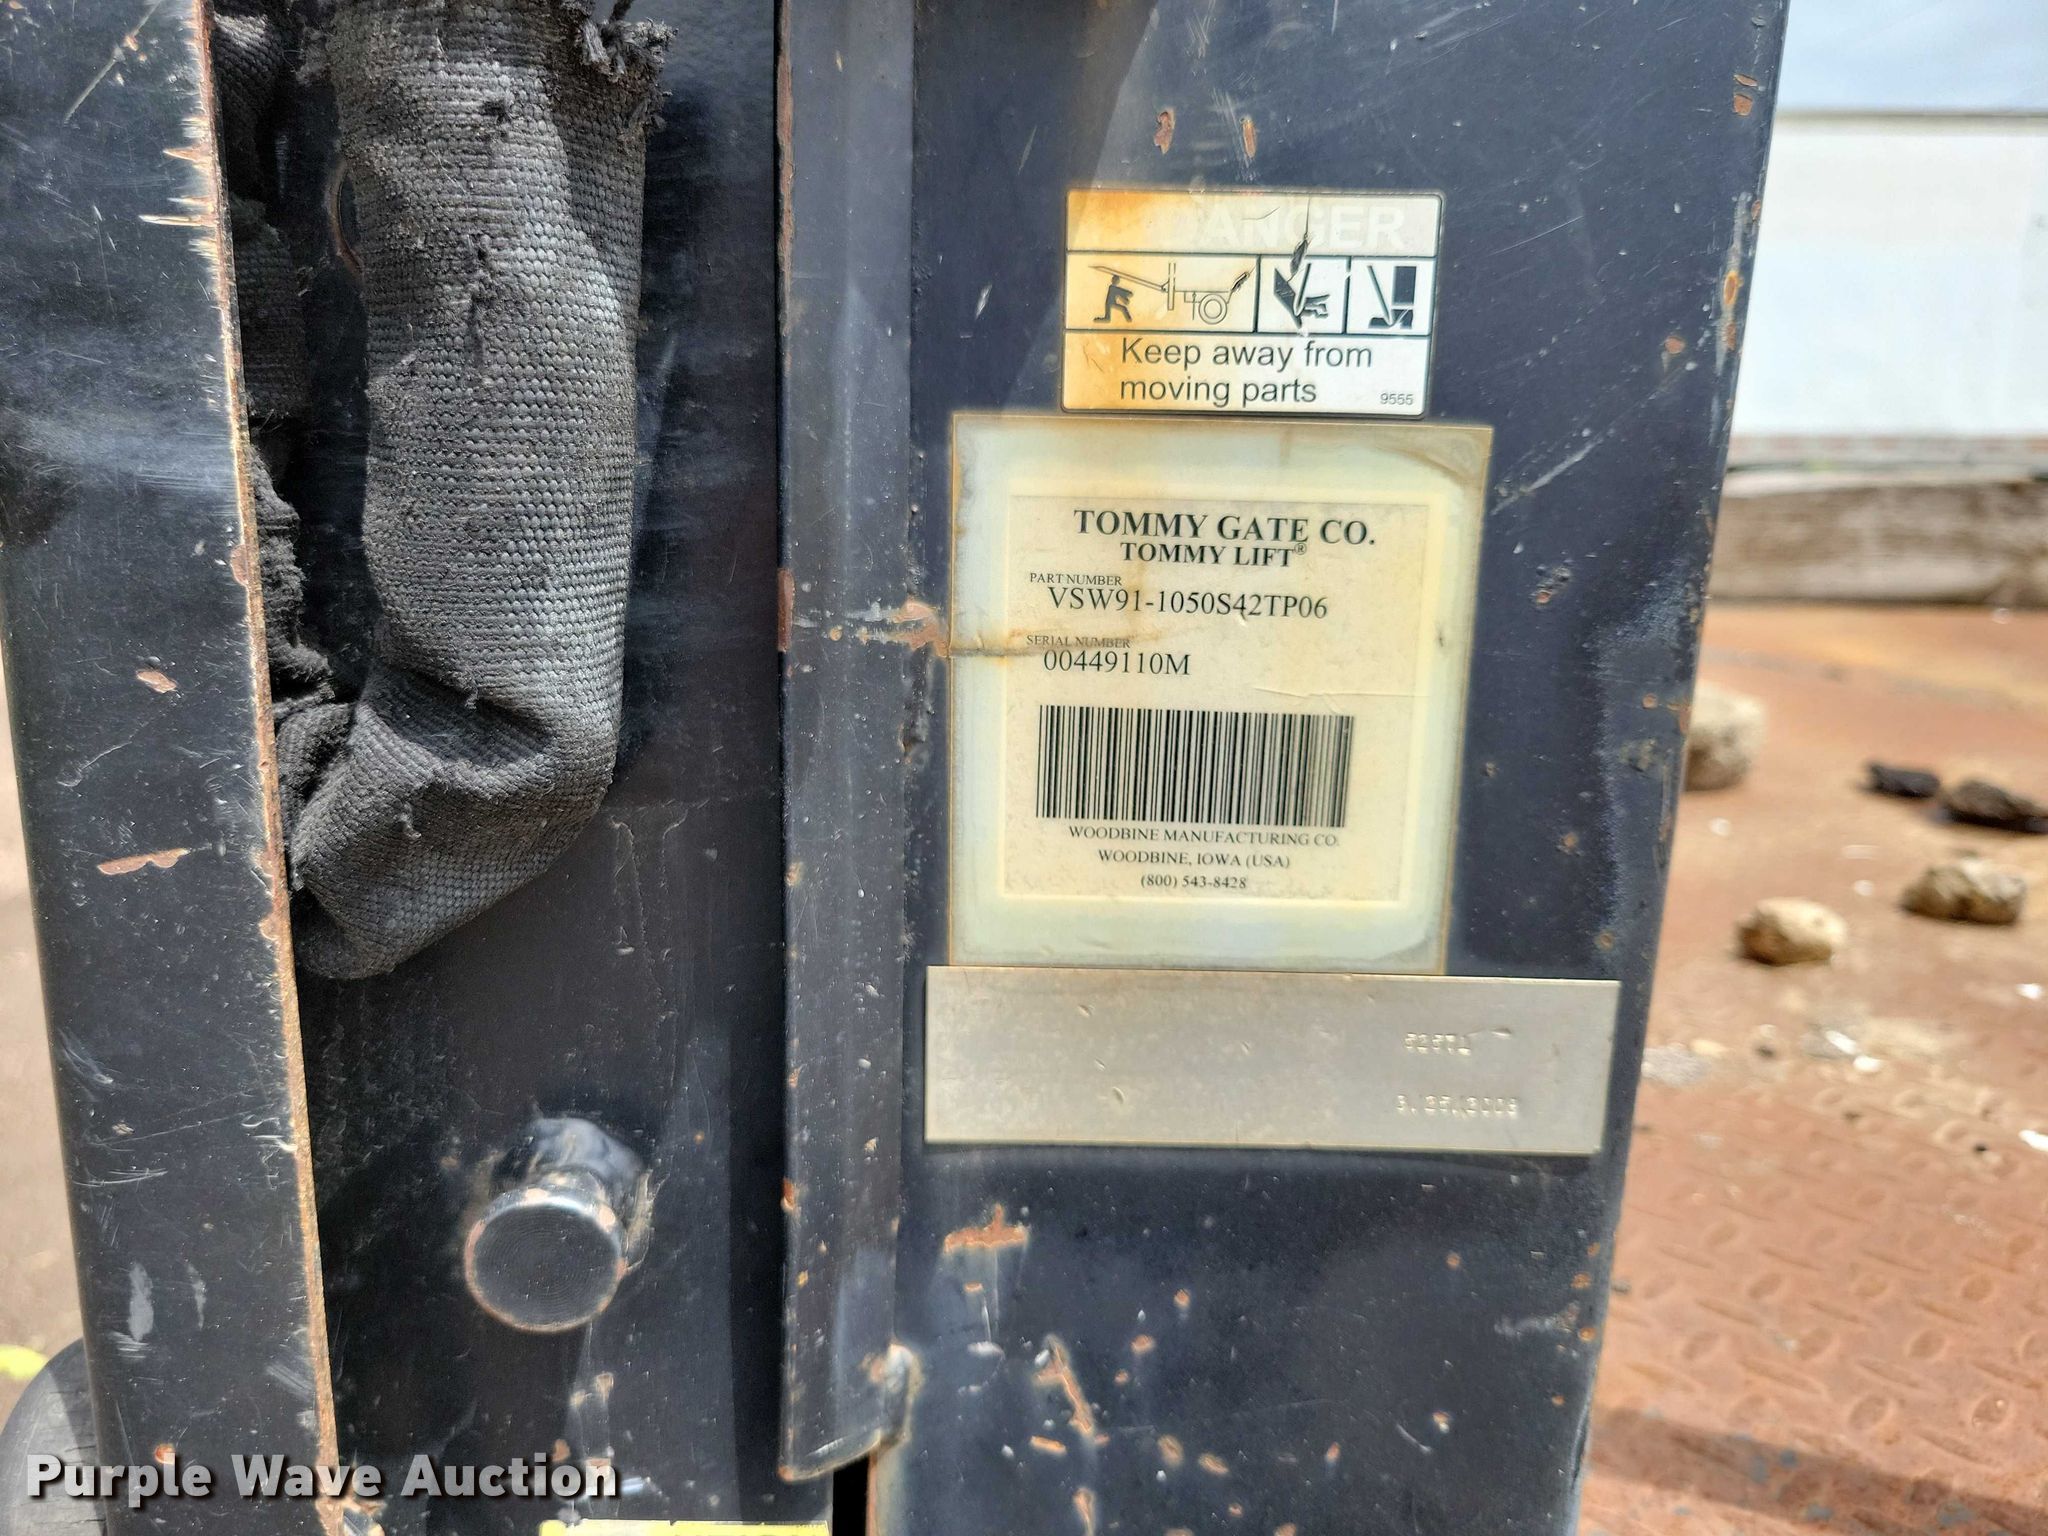 DANGER
Keep away from
moving parts
9555
TOMMY GATE CO.
TOMMY LIFT®
PART NUMBER
VSW91-1050S42TP06
SERIAL NUMBER
00449110M
WOODBINE MANUFACTURING CO.
WOODBINE, IOWA (USA)
(800) 543-8428
Purple Wave Auction